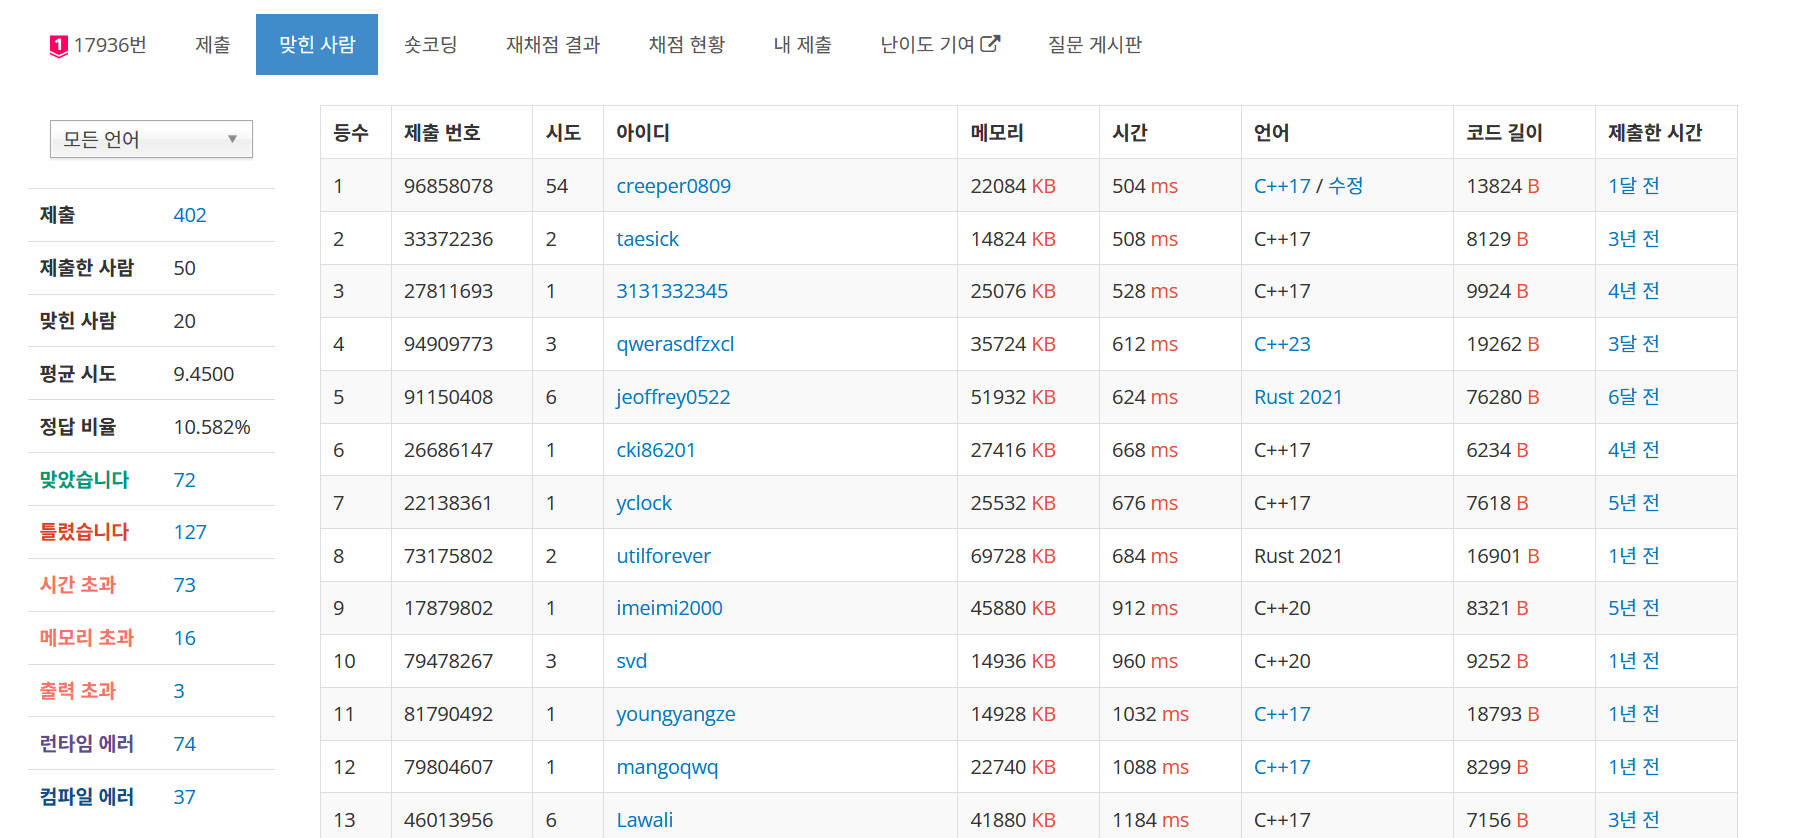 1 17936번 제출 맞힌 사람 숏코딩 재채점 결과 채점 현황 내 제출 난이도 기여 질문 게시판
모든 언어
제출 402
제출한 사람 50
맞힌 사람 20
평균 시도 9.4500
정답 비율 10.582%
맞았습니다 72
틀렸습니다 127
시간 초과 73
메모리 초과 16
출력 초과 3
런타임 에러 74
컴파일 에러 37
등수 제출 번호 시도 아이디 메모리 시간 언어 코드 길이 제출한 시간
1 96858078 54 creeper0809 22084 KB 504 ms C++17 / 수정 13824 B 1달 전
2 33372236 2 taesick 14824 KB 508 ms C++17 8129 B 3년 전
3 27811693 1 3131332345 25076 KB 528 ms C++17 9924 B 4년 전
4 94909773 3 qwerasdfzxcl 35724 KB 612 ms C++23 19262 B 3달 전
5 91150408 6 jeoffrey0522 51932 KB 624 ms Rust 2021 76280 B 6달 전
6 26686147 1 cki86201 27416 KB 668 ms C++17 6234 B 4년 전
7 22138361 1 yclock 25532 KB 676 ms C++17 7618 B 5년 전
8 73175802 2 utilforever 69728 KB 684 ms Rust 2021 16901 B 1년 전
9 17879802 1 imeimi2000 45880 KB 912 ms C++20 8321 B 5년 전
10 79478267 3 svd 14936 KB 960 ms C++20 9252 B 1년 전
11 81790492 1 youngyangze 14928 KB 1032 ms C++17 18793 B 1년 전
12 79804607 1 mangoqwq 22740 KB 1088 ms C++17 8299 B 1년 전
13 46013956 6 Lawali 41880 KB 1184 ms C++17 7156 B 3년 전